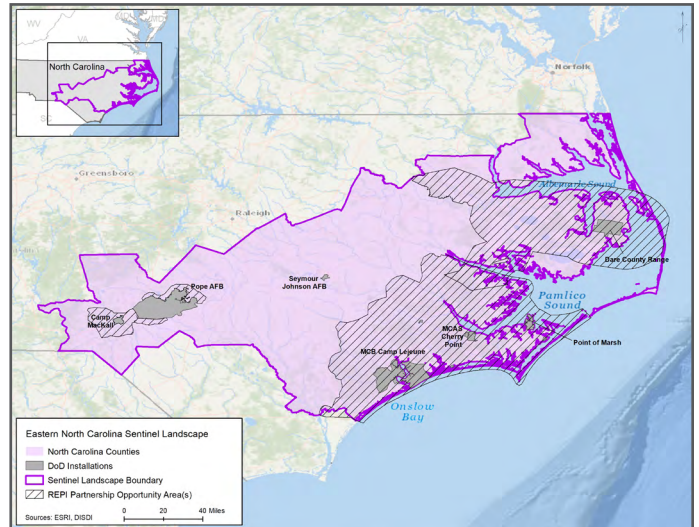 WV
VA
MD
DE
North Carolina
SC
Norfolk
Greensboro
Raleigh
Albemarle Sound
Dare County Range
Pope AFB
Seymour
Johnson AFB
Camp
MacKall
Pamlico
Sound
MCAS
Cherry
Point
Point of Marsh
MCB Camp Lejeune
Onslow
Bay
Eastern North Carolina Sentinel Landscape
North Carolina Counties
DoD Installations
Sentinel Landscape Boundary
REPI Partnership Opportunity Area(s)
0 20 40 Miles
Sources: ESRI, DISDI